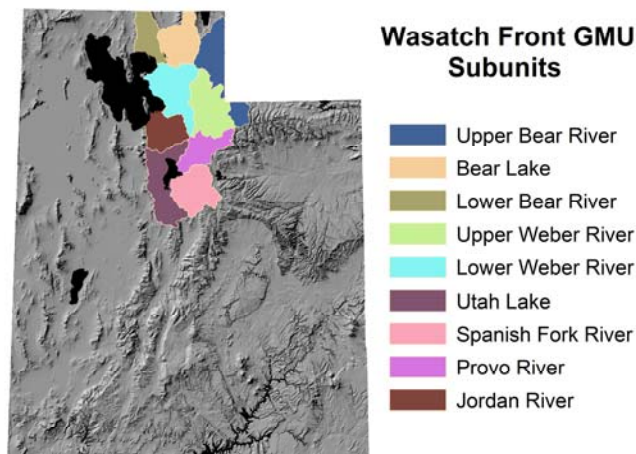 Wasatch Front GMU
Subunits
Upper Bear River
Bear Lake
Lower Bear River
Upper Weber River
Lower Weber River
Utah Lake
Spanish Fork River
Provo River
Jordan River